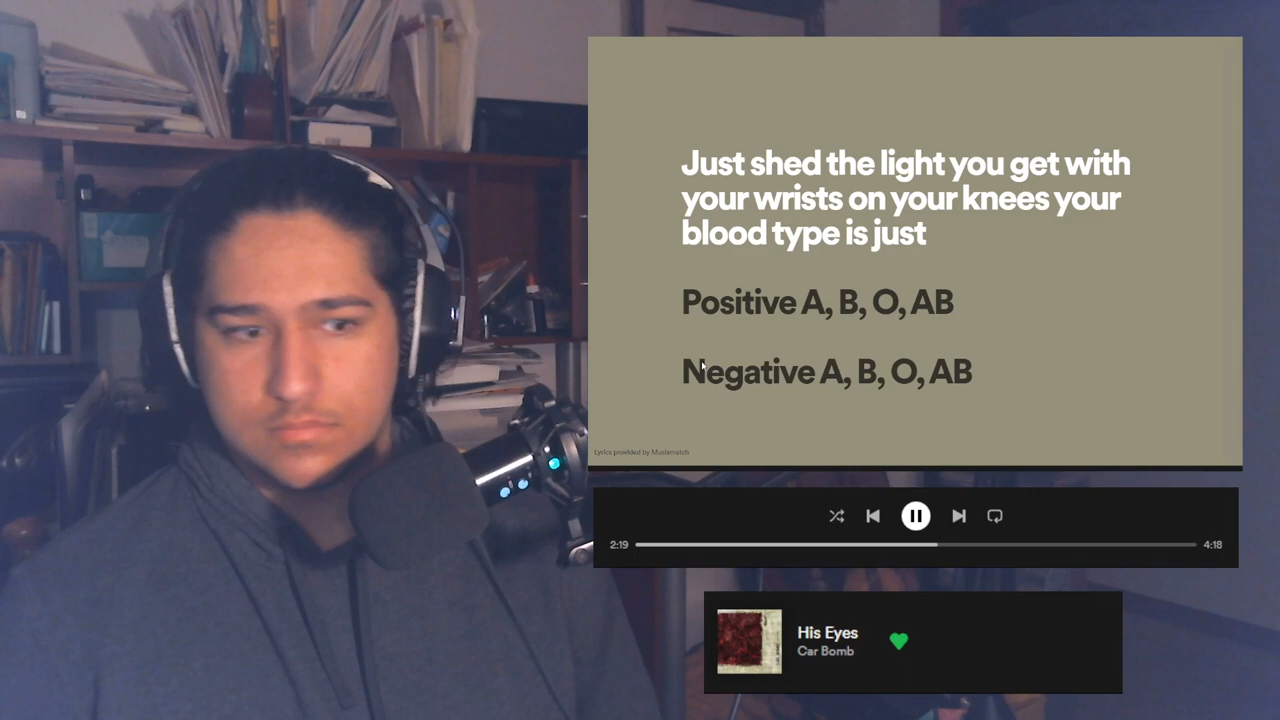 Just shed the light you get with
your wrists on your knees your
blood type is just
Positive A, B, O, AB
Negative A, B, O, AB
Lyrics provided by Musixmatch
2:19
4:18
His Eyes
Car Bomb